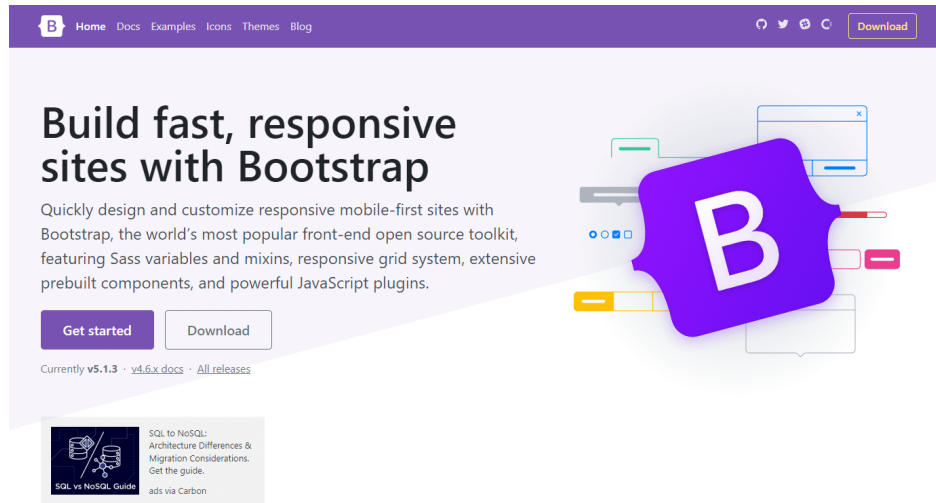 B Home Docs Examples Icons Themes Blog Download
Build fast, responsive
sites with Bootstrap
Quickly design and customize responsive mobile-first sites with
Bootstrap, the world’s most popular front-end open source toolkit,
featuring Sass variables and mixins, responsive grid system, extensive
prebuilt components, and powerful JavaScript plugins.
Get started Download
Currently v5.1.3 · v4.6.x docs · All releases
B
SQL vs NoSQL Guide
SQL to NoSQL:
Architecture Differences &
Migration Considerations.
Get the guide.
ads via Carbon